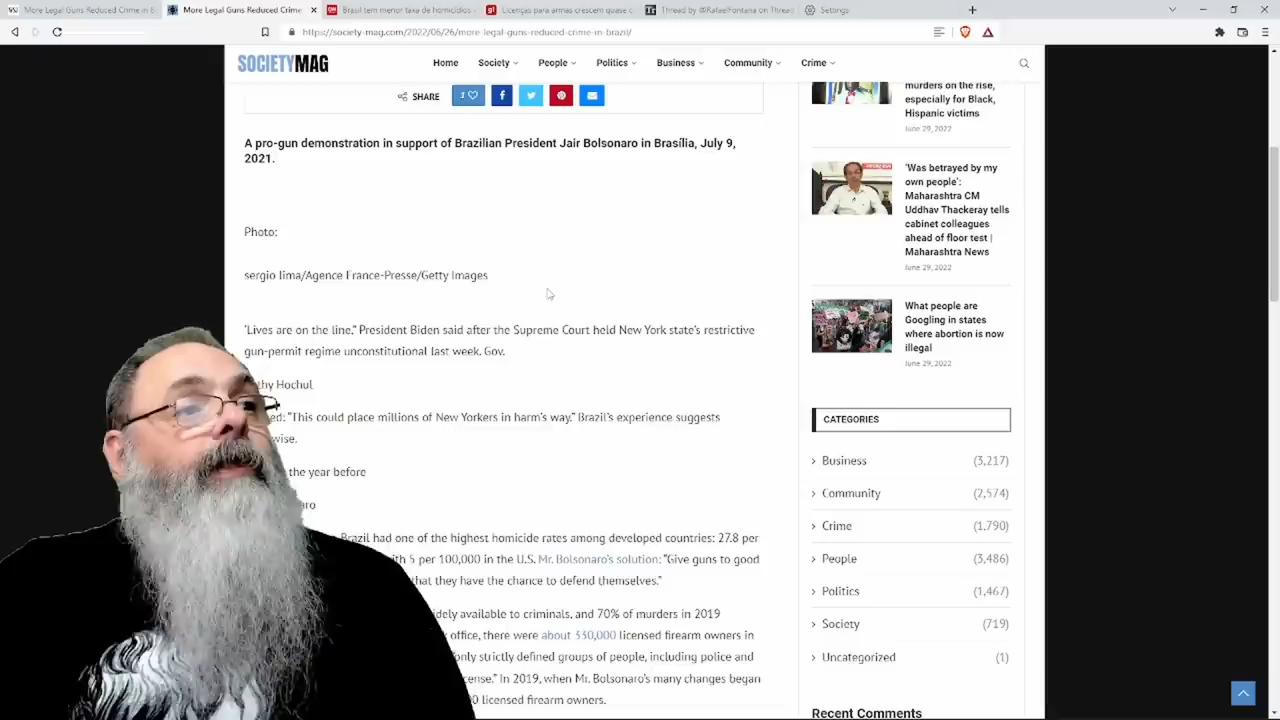 More Legal Guns Reduced Crime in B
More Legal Guns Reduced Crime
Brasil tem menor taxa de homicídios
Licenças para armas crescem quase
Thread by @RafaelFontana on Thread
Settings
https://society-mag.com/2022/06/26/more-legal-guns-reduced-crime-in-brazil/
SOCIETYMAG
Home
Society
People
Politics
Business
Community
Crime
SHARE
1
A pro-gun demonstration in support of Brazilian President Jair Bolsonaro in Brasília, July 9,
2021.
Photo:
sergio lima/Agence France-Presse/Getty Images
'Lives are on the line," President Biden said after the Supreme Court held New York state's restrictive
gun-permit regime unconstitutional last week. Gov.
thy Hochul
ed: "This could place millions of New Yorkers in harm's way." Brazil's experience suggests
wise.
the year before
aro
Brazil had one of the highest homicide rates among developed countries: 27.8 per
ith 5 per 100,000 in the U.S. Mr. Bolsonaro's solution: "Give guns to good
that they have the chance to defend themselves."
idely available to criminals, and 70% of murders in 2019
office, there were about 330,000 licensed firearm owners in
only strictly defined groups of people, including police and
cense." In 2019, when Mr. Bolsonaro's many changes began
0 licensed firearm owners.
murders on the rise,
especially for Black,
Hispanic victims
June 29, 2022
'Was betrayed by my
own people':
Maharashtra CM
Uddhav Thackeray tells
cabinet colleagues
ahead of floor test |
Maharashtra News
June 29, 2022
What people are
Googling in states
where abortion is now
illegal
June 29, 2022
CATEGORIES
Business (3,217)
Community (2,574)
Crime (1,790)
People (3,486)
Politics (1,467)
Society (719)
Uncategorized (1)
Recent Comments